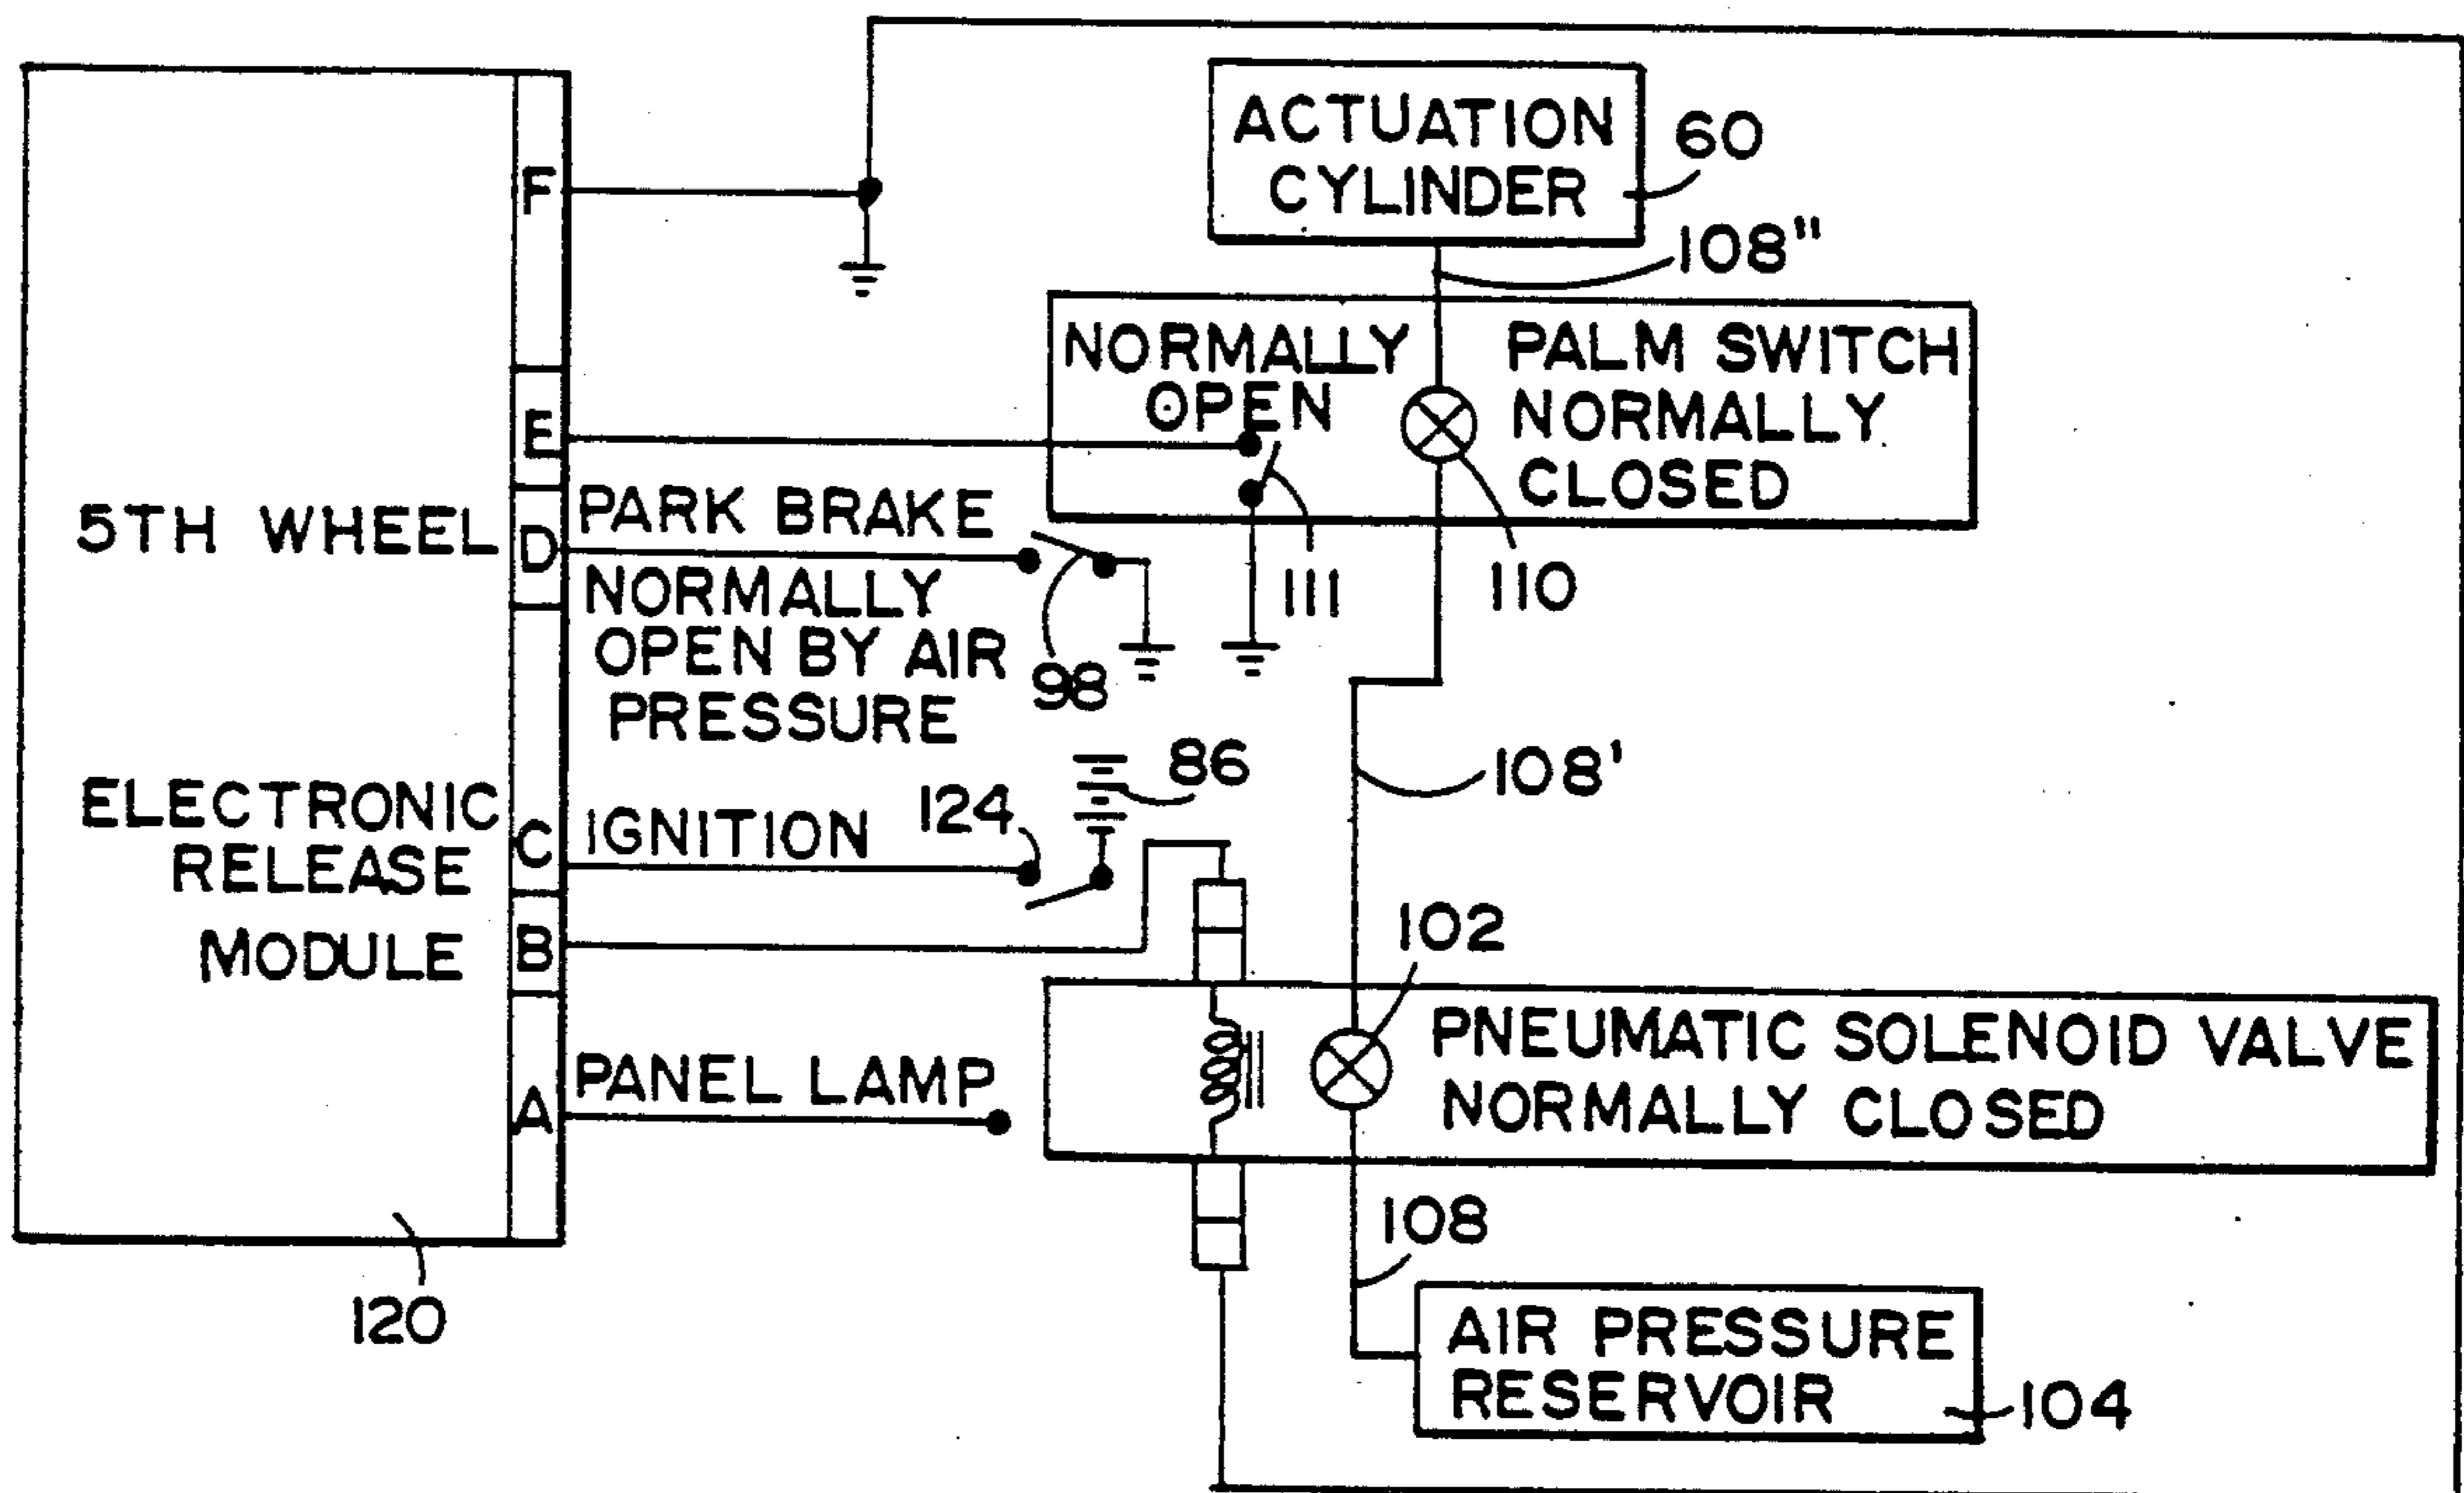 F
E
D
C
B
A
5TH WHEEL
ELECTRONIC
RELEASE
MODULE
120
ACTUATION
CYLINDER
60
108"
NORMALLY
OPEN
PALM SWITCH
NORMALLY
CLOSED
111
110
PARK BRAKE
NORMALLY
OPEN BY AIR
PRESSURE
98
86
108'
IGNITION
124
102
PNEUMATIC SOLENOID VALVE
NORMALLY CLOSED
PANEL LAMP
108
AIR PRESSURE
RESERVOIR
104